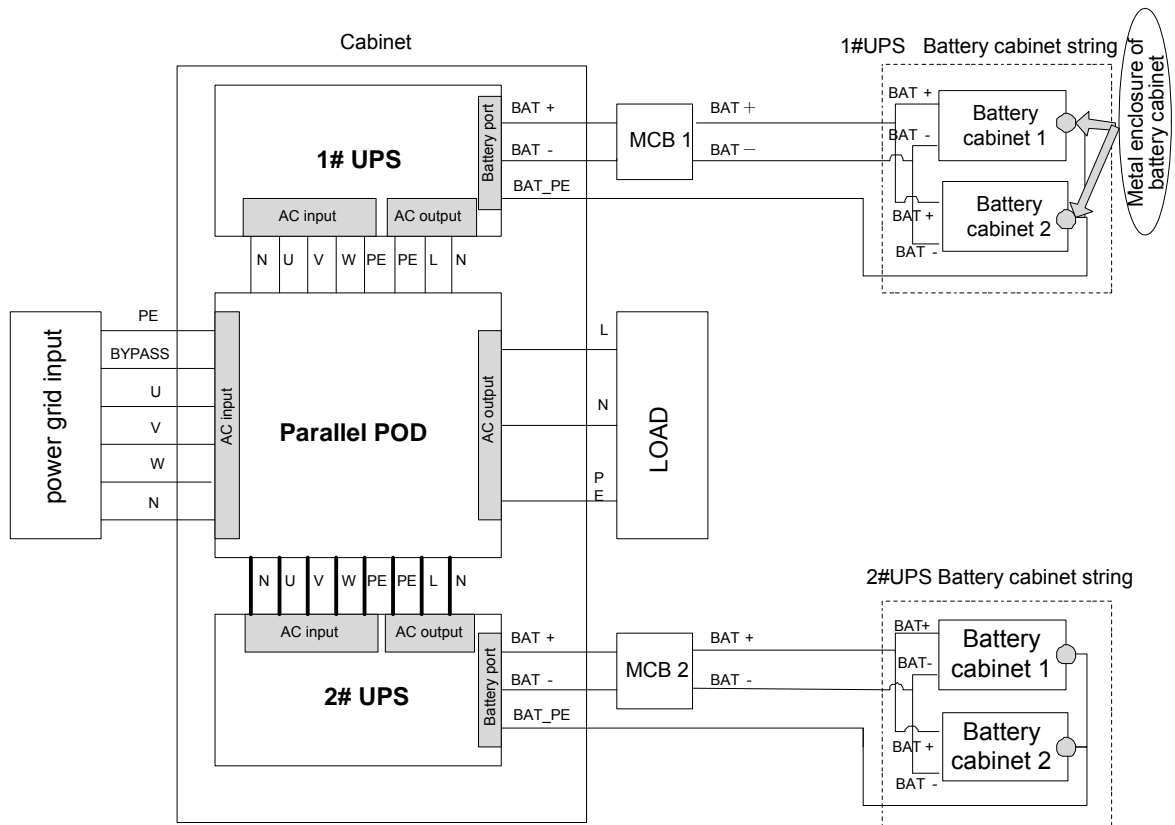 Cabinet
1#UPS Battery cabinet string
Metal enclosure of
battery cabinet
1# UPS
Battery port
BAT +
BAT -
BAT_PE
MCB 1
BAT +
BAT －
BAT +
BAT -
Battery
cabinet 1
BAT +
BAT -
Battery
cabinet 2
AC input
AC output
N U V W PE PE L N
power grid input
PE
BYPASS
U
V
W
N
AC input
Parallel POD
AC output
L
N
P
E
LOAD
N U V W PE PE L N
AC input
AC output
2# UPS
Battery port
BAT +
BAT -
BAT_PE
MCB 2
BAT +
BAT -
2#UPS Battery cabinet string
BAT+
BAT-
Battery
cabinet 1
BAT +
BAT -
Battery
cabinet 2